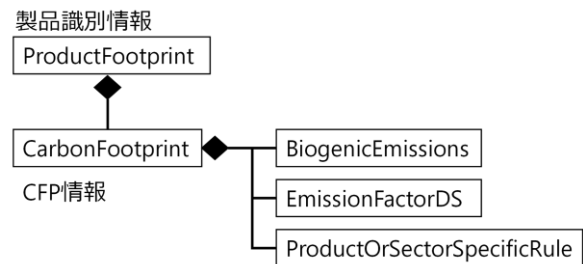 製品識別情報
ProductFootprint
CarbonFootprint
CFP情報
BiogenicEmissions
EmissionFactorDS
ProductOrSectorSpecificRule